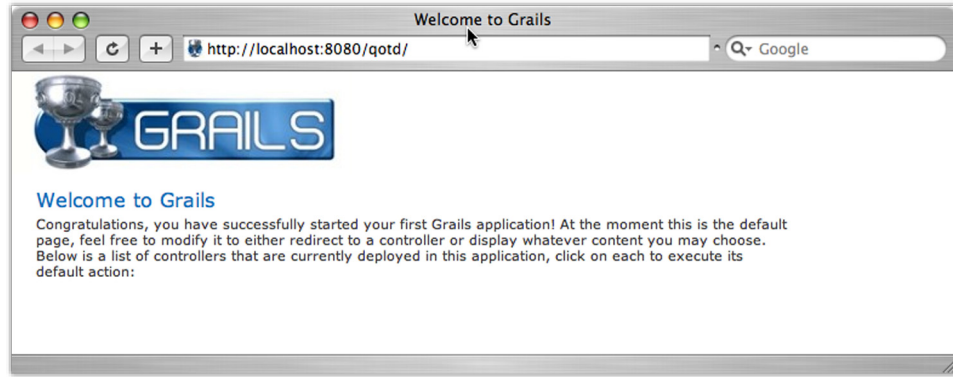 Welcome to Grails
http://localhost:8080/qotd/
Google
GRAILS
Welcome to Grails
Congratulations, you have successfully started your first Grails application! At the moment this is the default
page, feel free to modify it to either redirect to a controller or display whatever content you may choose.
Below is a list of controllers that are currently deployed in this application, click on each to execute its
default action: